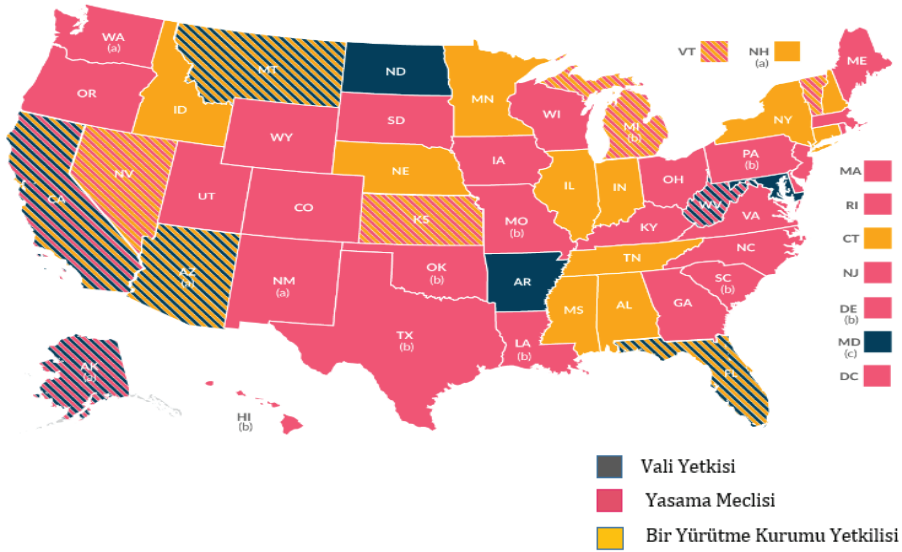 WA
(a)
OR
ID
MT
ND
SD
WY
NV
CA
UT
CO
AZ
(a)
NM
(a)
NE
KS
OK
(b)
TX
(b)
MN
IA
MO
(b)
AR
LA
(b)
WI
IL
IN
MI
(b)
OH
KY
TN
MS
AL
GA
SC
(b)
NC
VA
WV
PA
(b)
NY
ME
VT
NH
(a)
MA
RI
CT
NJ
DE
(b)
MD
(c)
DC
FL
AK
(a)
HI
(b)
Vali Yetkisi
Yasama Meclisi
Bir Yürütme Kurumu Yetkilisi